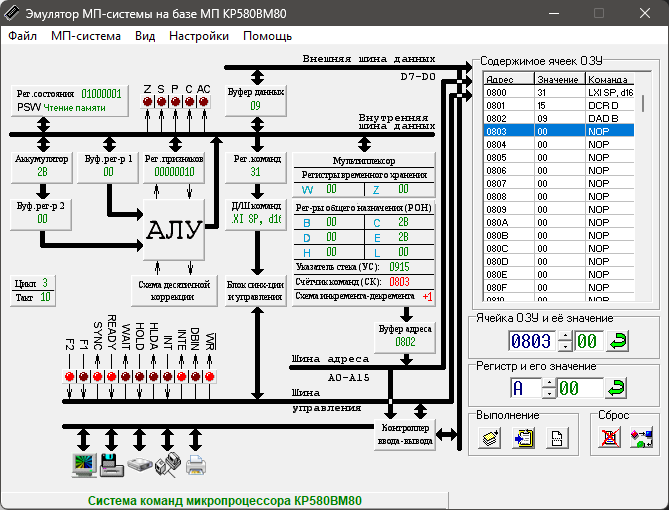 Эмулятор МП-системы на базе МП КР580ВМ80
Файл МП-система Вид Настройки Помощь
Внешняя шина данных
D7-D0
Рег.состояния 01000001
PSW Чтение памяти
Z S P C AC
Буфер данных
09
Внутренняя
шина данных
Аккумулятор
2B
Буф.рег-р 1
00
Рег.признаков
00000010
Рег.команд
31
Мультиплексор
Регистры временного хранения
W 00 Z 00
Буф.рег-р 2
00
АЛУ
Д/Ш команд
XI SP, d16
Рег-ры общего назначения (РОН)
B 00 C 2B
D 00 E 2B
H 00 L 00
Указатель стека (УС): 0915
Счётчик команд (СК): 0803
Схема инкремента-декремента +1
Цикл 3
Такт 10
Схема десятичной
коррекции
Блок синх-ции
и управления
Буфер адреса
0802
F2 F1 SYNC READY WAIT HOLD HLDA INT INTE DBIN WR
Шина адреса
A0-A15
Шина
управления
Контроллер
ввода-вывода
Система команд микропроцессора КР580ВМ80
Содержимое ячеек ОЗУ
Адрес Значение Команда
0800 31 LXI SP, d16
0801 15 DCR D
0802 09 DAD B
0803 00 NOP
0804 00 NOP
0805 00 NOP
0806 00 NOP
0807 00 NOP
0808 00 NOP
0809 00 NOP
080A 00 NOP
080B 00 NOP
080C 00 NOP
080D 00 NOP
080E 00 NOP
080F 00 NOP
0810 00 NOP
Ячейка ОЗУ и её значение
0803 00
Регистр и его значение
A 00
Выполнение
Сброс